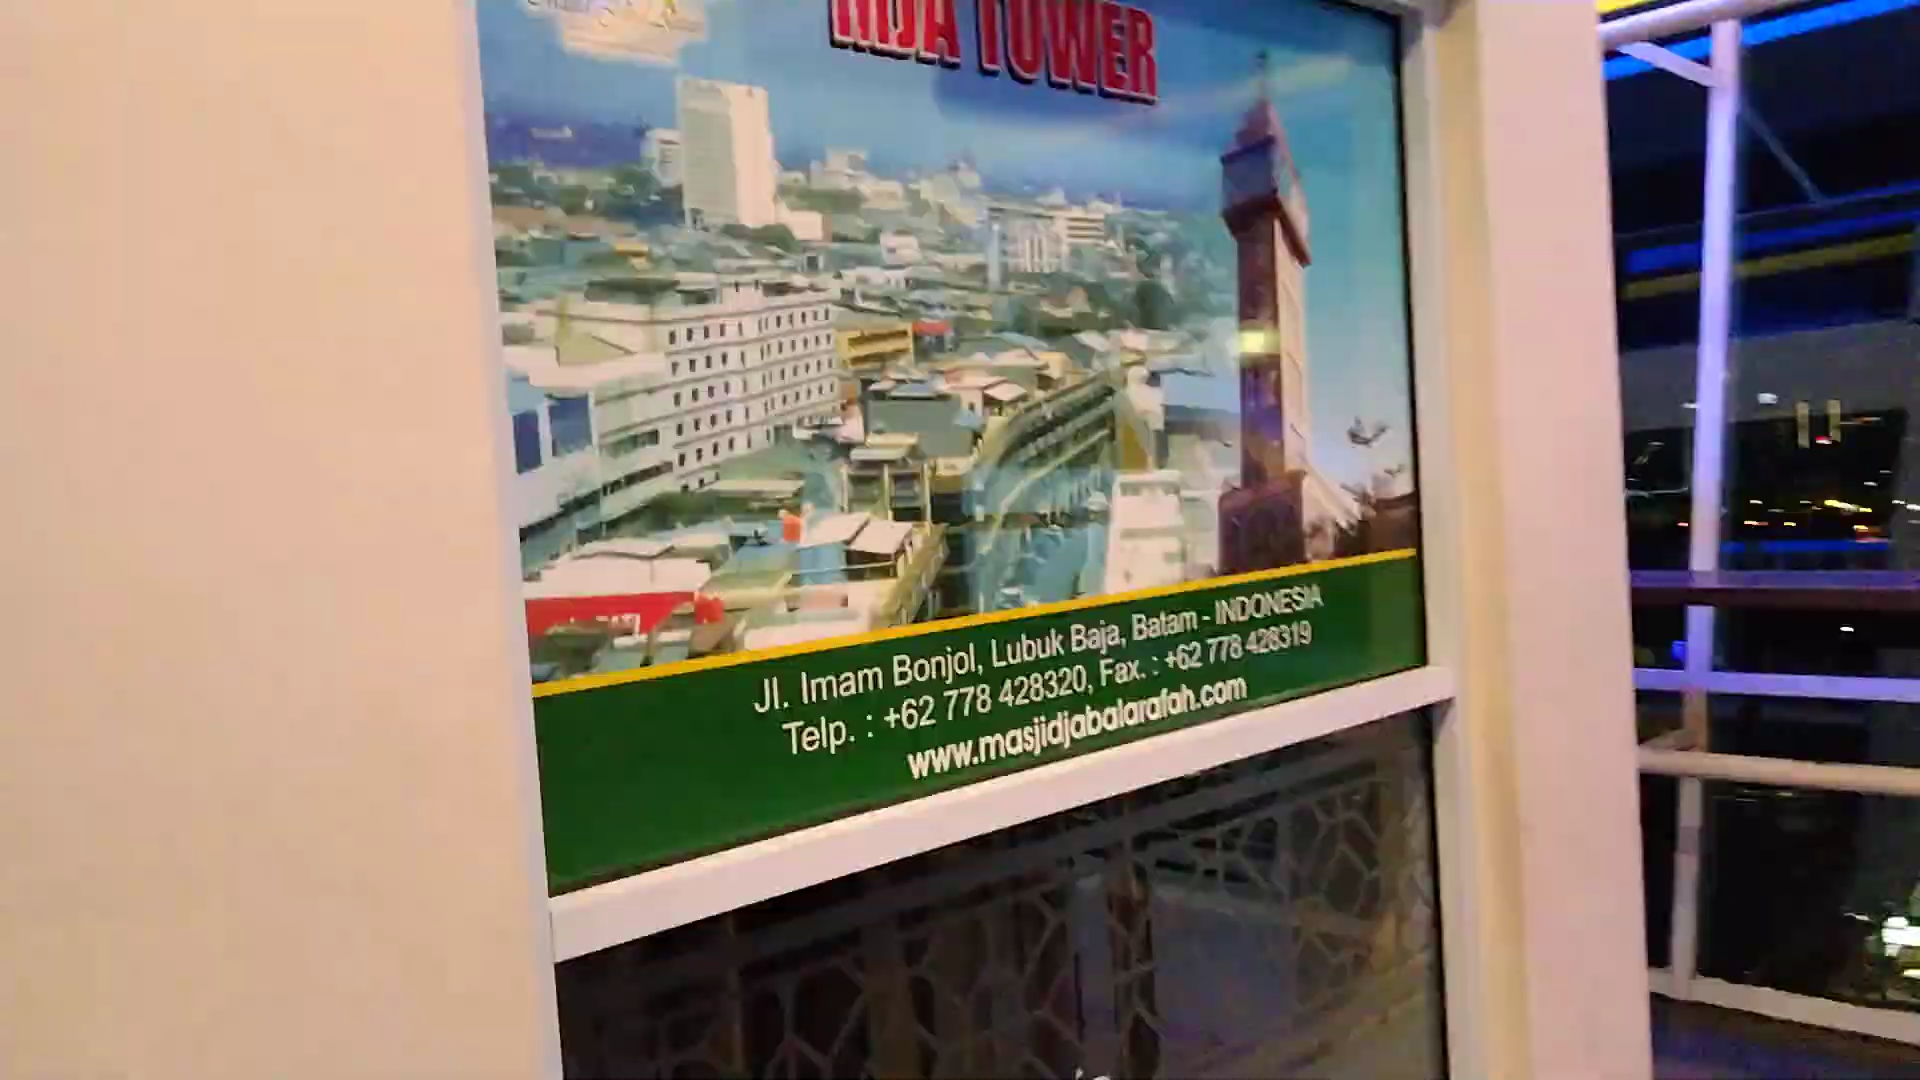 MJA TOWER
Jl. Imam Bonjol, Lubuk Baja, Batam - INDONESIA
Telp. : +62 778 428320, Fax. : +62 778 428319
www.masjidjabalarafah.com